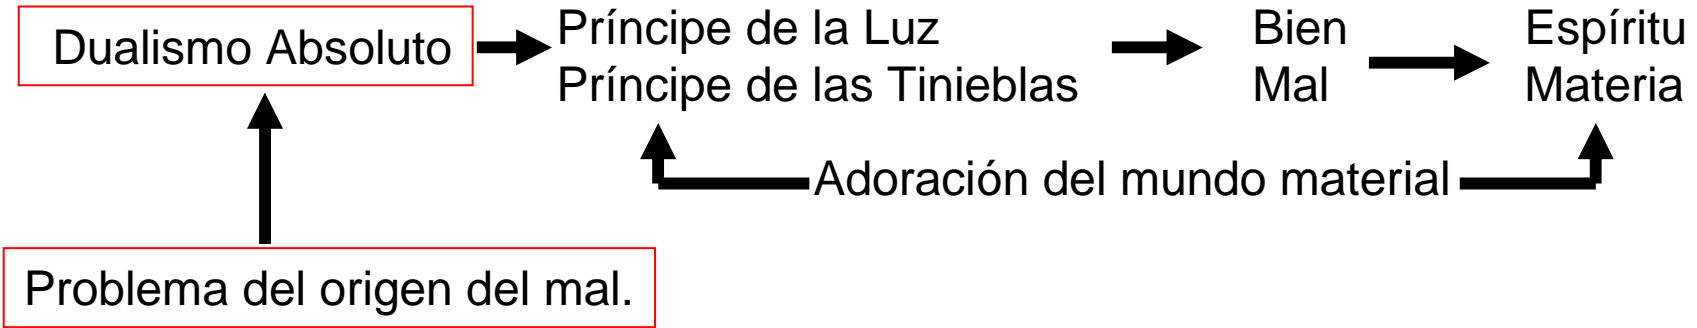 Dualismo Absoluto
Príncipe de la Luz
Príncipe de las Tinieblas
Bien
Mal
Espíritu
Materia
Adoración del mundo material
Problema del origen del mal.